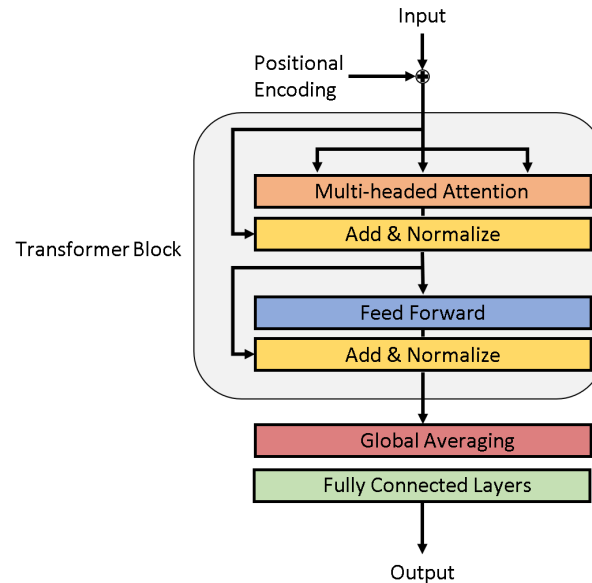 Input
Positional
Encoding
Multi-headed Attention
Add & Normalize
Transformer Block
Feed Forward
Add & Normalize
Global Averaging
Fully Connected Layers
Output